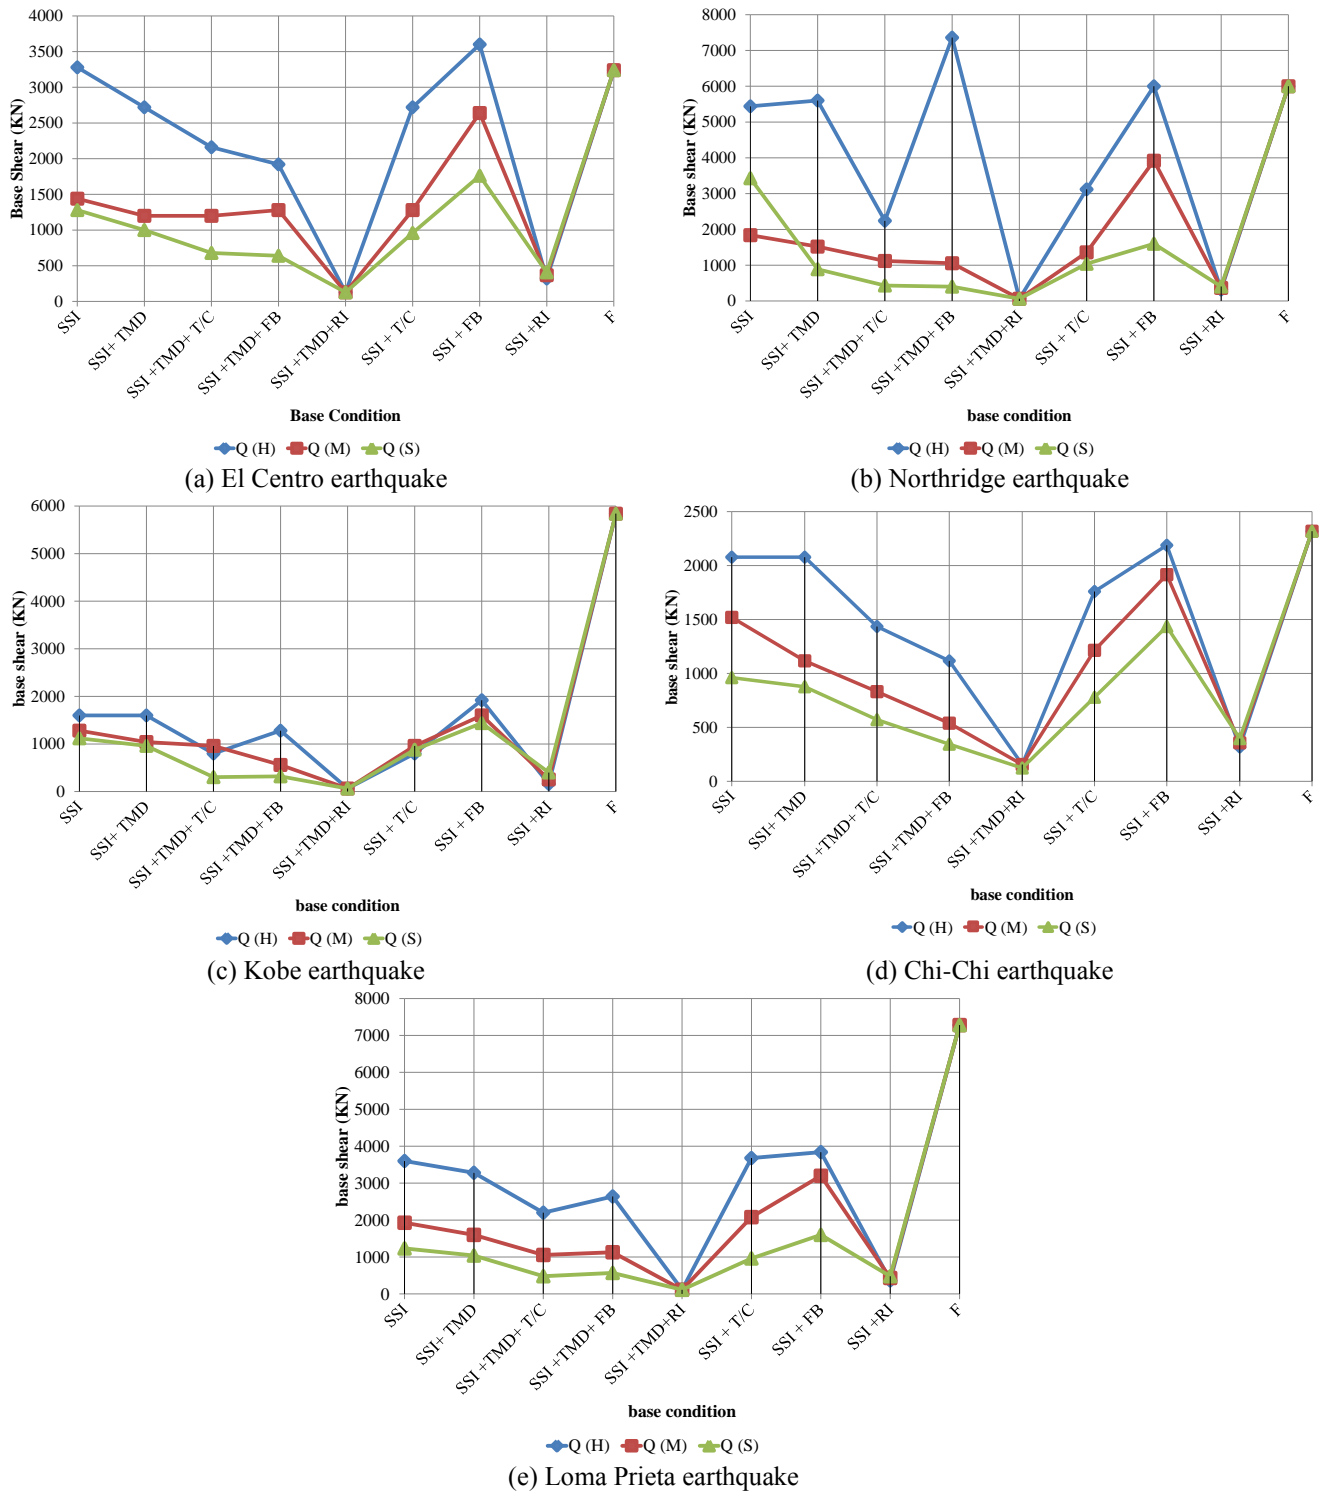 4000
3500
3000
2500
2000
1500
1000
500
0
Base Shear (KN)
SSI
SSI+ TMD
SSI +TMD+ T/C
SSI +TMD+ FB
SSI +TMD+RI
SSI + T/C
SSI + FB
SSI +RI
F
Base Condition
Q (H) Q (M) Q (S)
(a) El Centro earthquake
8000
7000
6000
5000
4000
3000
2000
1000
0
Base shear (KN)
SSI
SSI+ TMD
SSI +TMD+ T/C
SSI +TMD+ FB
SSI +TMD+RI
SSI + T/C
SSI + FB
SSI +RI
F
base condition
Q (H) Q (M) Q (S)
(b) Northridge earthquake
6000
5000
4000
3000
2000
1000
0
base shear (KN)
SSI
SSI+ TMD
SSI +TMD+ T/C
SSI +TMD+ FB
SSI +TMD+RI
SSI + T/C
SSI + FB
SSI +RI
F
base condition
Q (H) Q (M) Q (S)
(c) Kobe earthquake
2500
2000
1500
1000
500
0
base shear (KN)
SSI
SSI+ TMD
SSI +TMD+ T/C
SSI +TMD+ FB
SSI +TMD+RI
SSI + T/C
SSI + FB
SSI +RI
F
base condition
Q (H) Q (M) Q (S)
(d) Chi-Chi earthquake
8000
7000
6000
5000
4000
3000
2000
1000
0
base shear (KN)
SSI
SSI+ TMD
SSI +TMD+ T/C
SSI +TMD+ FB
SSI +TMD+RI
SSI + T/C
SSI + FB
SSI +RI
F
base condition
Q (H) Q (M) Q (S)
(e) Loma Prieta earthquake